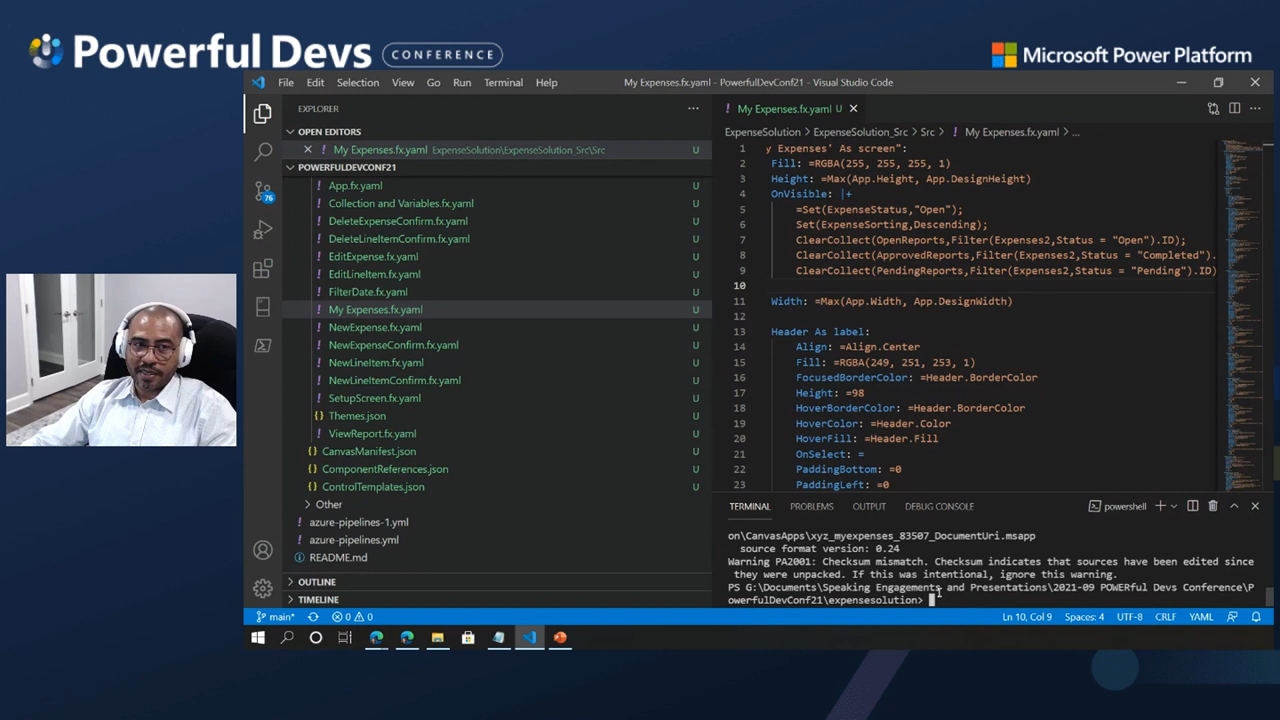 Powerful Devs CONFERENCE
Microsoft Power Platform
File Edit Selection View Go Run Terminal Help
My Expenses.fx.yaml - PowerfulDevConf21 - Visual Studio Code
EXPLORER
OPEN EDITORS
My Expenses.fx.yaml ExpenseSolution\ExpenseSolution_Src\Src U
POWERFULDEVCONF21
App.fx.yaml U
Collection and Variables.fx.yaml U
DeleteExpenseConfirm.fx.yaml U
DeleteLineItemConfirm.fx.yaml U
EditExpense.fx.yaml U
EditLineItem.fx.yaml U
FilterDate.fx.yaml U
My Expenses.fx.yaml U
NewExpense.fx.yaml U
NewExpenseConfirm.fx.yaml U
NewLineItem.fx.yaml U
NewLineItemConfirm.fx.yaml U
SetupScreen.fx.yaml U
Themes.json U
ViewReport.fx.yaml U
CanvasManifest.json U
ComponentReferences.json U
ControlTemplates.json U
Other
azure-pipelines-1.yml
azure-pipelines.yml
README.md
OUTLINE
TIMELINE
76
My Expenses.fx.yaml U
ExpenseSolution > ExpenseSolution_Src > Src > My Expenses.fx.yaml > ...
1 y Expenses' As screen":
2 Fill: =RGBA(255, 255, 255, 1)
3 Height: =Max(App.Height, App.DesignHeight)
4 OnVisible: |+
5 =Set(ExpenseStatus,"Open");
6 Set(ExpenseSorting,Descending);
7 ClearCollect(OpenReports,Filter(Expenses2,Status = "Open").ID);
8 ClearCollect(ApprovedReports,Filter(Expenses2,Status = "Completed").
9 ClearCollect(PendingReports,Filter(Expenses2,Status = "Pending").ID)
10
11 Width: =Max(App.Width, App.DesignWidth)
12
13 Header As label:
14 Align: =Align.Center
15 Fill: =RGBA(249, 251, 253, 1)
16 FocusedBorderColor: =Header.BorderColor
17 Height: =98
18 HoverBorderColor: =Header.BorderColor
19 HoverColor: =Header.Color
20 HoverFill: =Header.Fill
21 OnSelect: =
22 PaddingBottom: =0
23 PaddingLeft: =0
TERMINAL PROBLEMS OUTPUT DEBUG CONSOLE powershell
on\CanvasApps\xyz_myexpenses_83507_DocumentUri.msapp
source format version: 0.24
Warning PA2001: Checksum mismatch. Checksum indicates that sources have been edited since
they were unpacked. If this was intentional, ignore this warning.
PS G:\Documents\Speaking Engagements and Presentations\2021-09 POWERful Devs Conference\P
owerfulDevConf21\expensesolution>
main* 0 0 Ln 10, Col 9 Spaces: 4 UTF-8 CRLF YAML